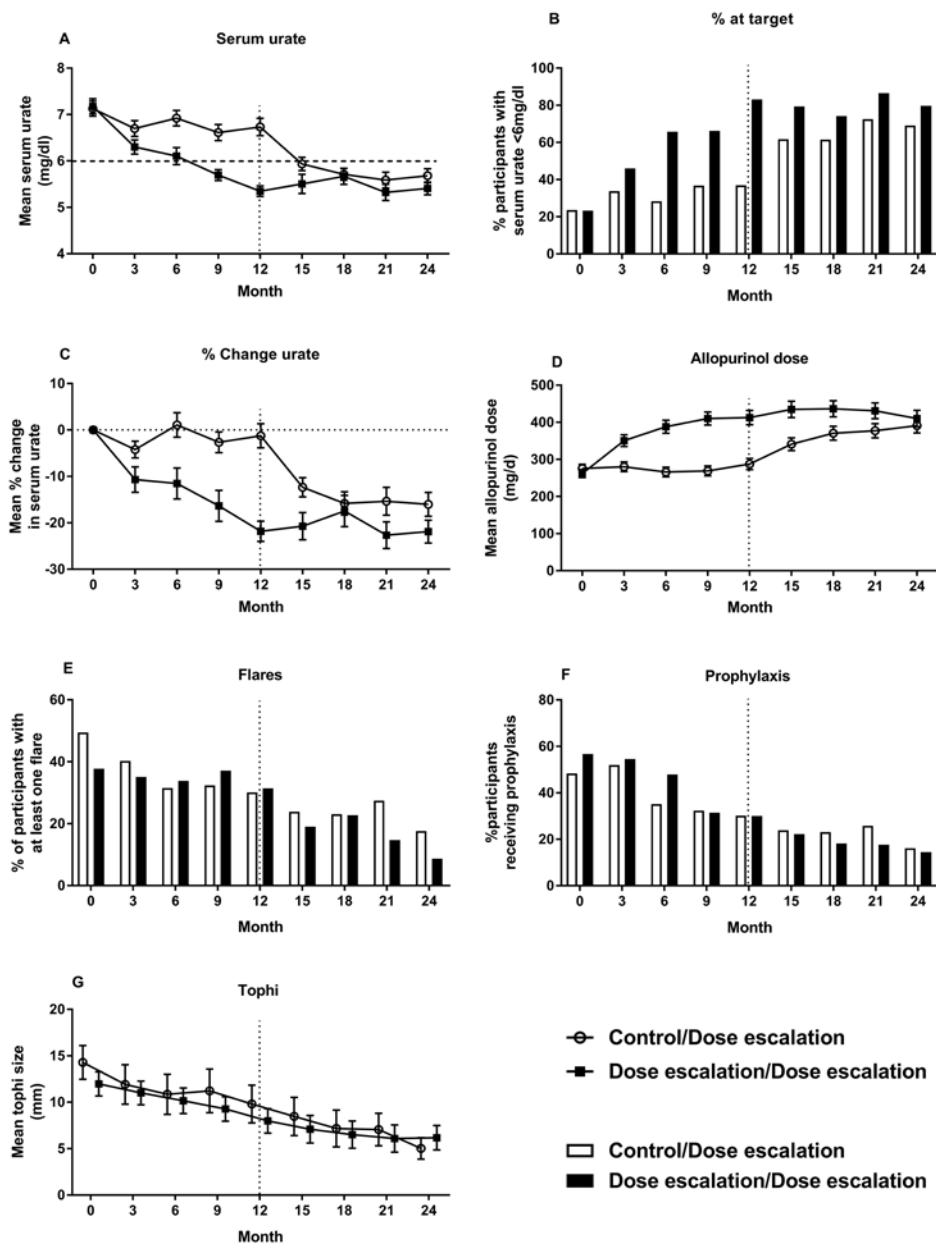 A
Serum urate
Mean serum urate
(mg/dl)
8
7
6
5
4
0 3 6 9 12 15 18 21 24
Month
B
% at target
% participants with
serum urate <6mg/dl
100
80
60
40
20
0
0 3 6 9 12 15 18 21 24
Month
C
% Change urate
Mean % change
in serum urate
10
0
-10
-20
-30
0 3 6 9 12 15 18 21 24
Month
D
Allopurinol dose
Mean allopurinol dose
(mg/d)
500
400
300
200
100
0
0 3 6 9 12 15 18 21 24
Month
E
Flares
% of participants with
at least one flare
60
40
20
0
0 3 6 9 12 15 18 21 24
Month
F
Prophylaxis
%participants
receiving prophylaxis
80
60
40
20
0
0 3 6 9 12 15 18 21 24
Month
G
Tophi
Mean tophi size
(mm)
20
15
10
5
0
0 3 6 9 12 15 18 21 24
Month
Control/Dose escalation
Dose escalation/Dose escalation
Control/Dose escalation
Dose escalation/Dose escalation